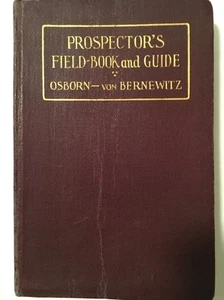 PROSPECTOR'S
FIELD-BOOK and GUIDE
OSBORN — VON BERNEWITZ